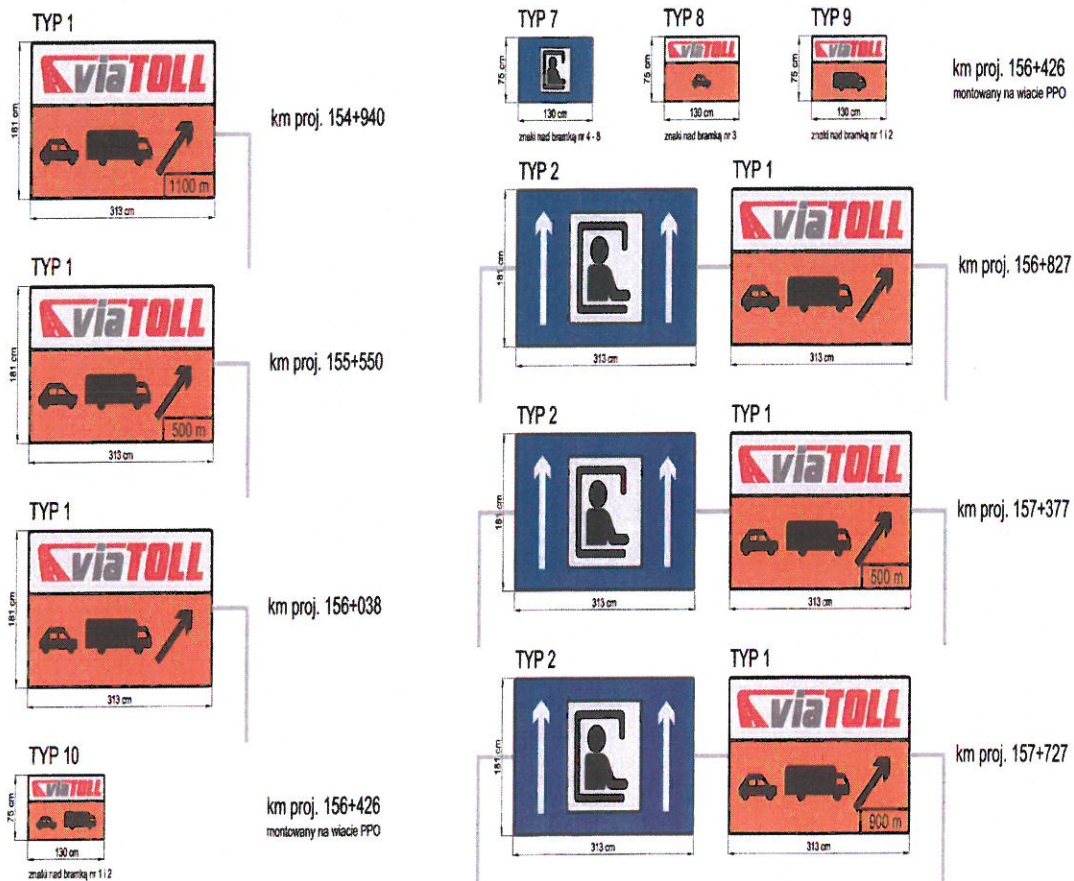 TYP 1
181 cm
viaTOLL
1100 m
313 cm
km proj. 154+940
TYP 1
181 cm
viaTOLL
500 m
313 cm
km proj. 155+550
TYP 1
181 cm
viaTOLL
313 cm
km proj. 156+038
TYP 10
75 cm
viaTOLL
130 cm
znaki nad bramką nr 1 i 2
km proj. 156+426
montowany na wiacie PPO
TYP 7
75 cm
130 cm
znaki nad bramką nr 4 - 8
TYP 8
75 cm
viaTOLL
130 cm
znaki nad bramką nr 3
TYP 9
75 cm
viaTOLL
130 cm
znaki nad bramką nr 1 i 2
km proj. 156+426
montowany na wiacie PPO
TYP 2
181 cm
313 cm
TYP 1
viaTOLL
313 cm
km proj. 156+827
TYP 2
181 cm
313 cm
TYP 1
viaTOLL
500 m
313 cm
km proj. 157+377
TYP 2
181 cm
313 cm
TYP 1
viaTOLL
900 m
313 cm
km proj. 157+727